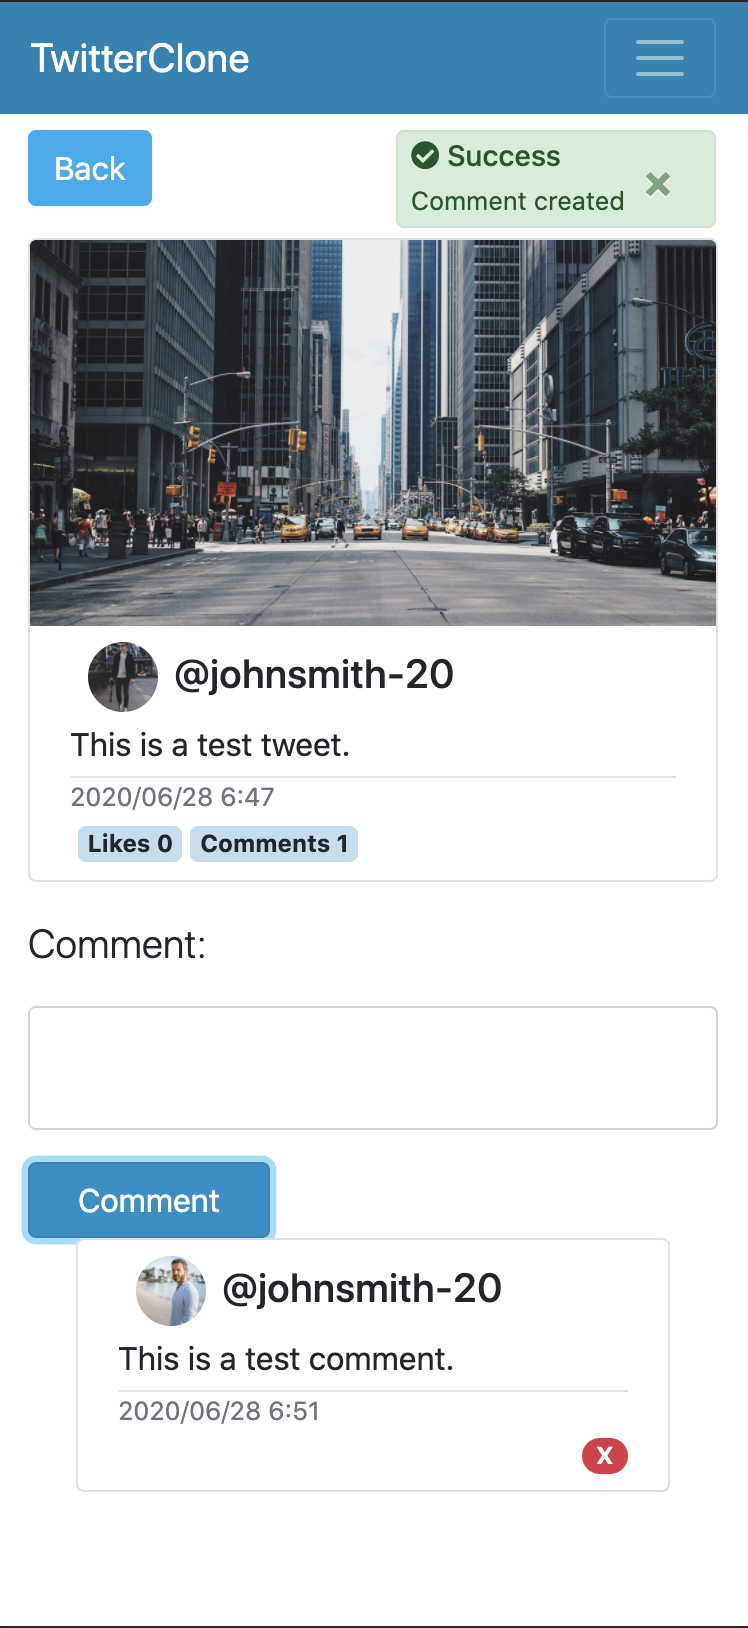 TwitterClone
Back
Success
Comment created
@johnsmith-20
This is a test tweet.
2020/06/28 6:47
Likes 0 Comments 1
Comment:
Comment
@johnsmith-20
This is a test comment.
2020/06/28 6:51
X